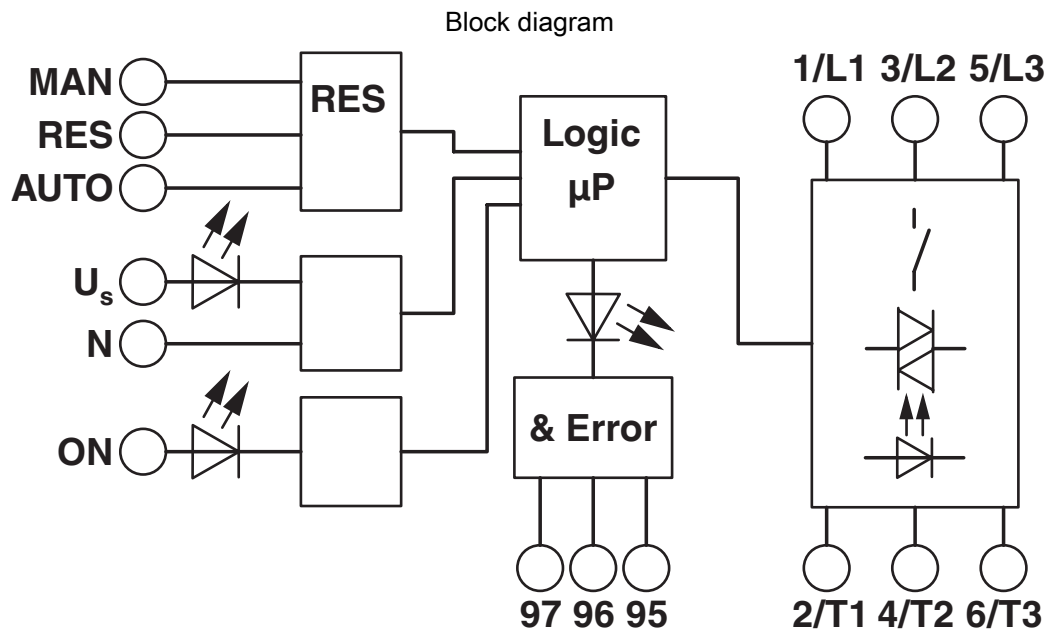 Block diagram
MAN
RES
AUTO
RES
Us
N
ON
Logic
µP
& Error
97 96 95
1/L1 3/L2 5/L3
2/T1 4/T2 6/T3